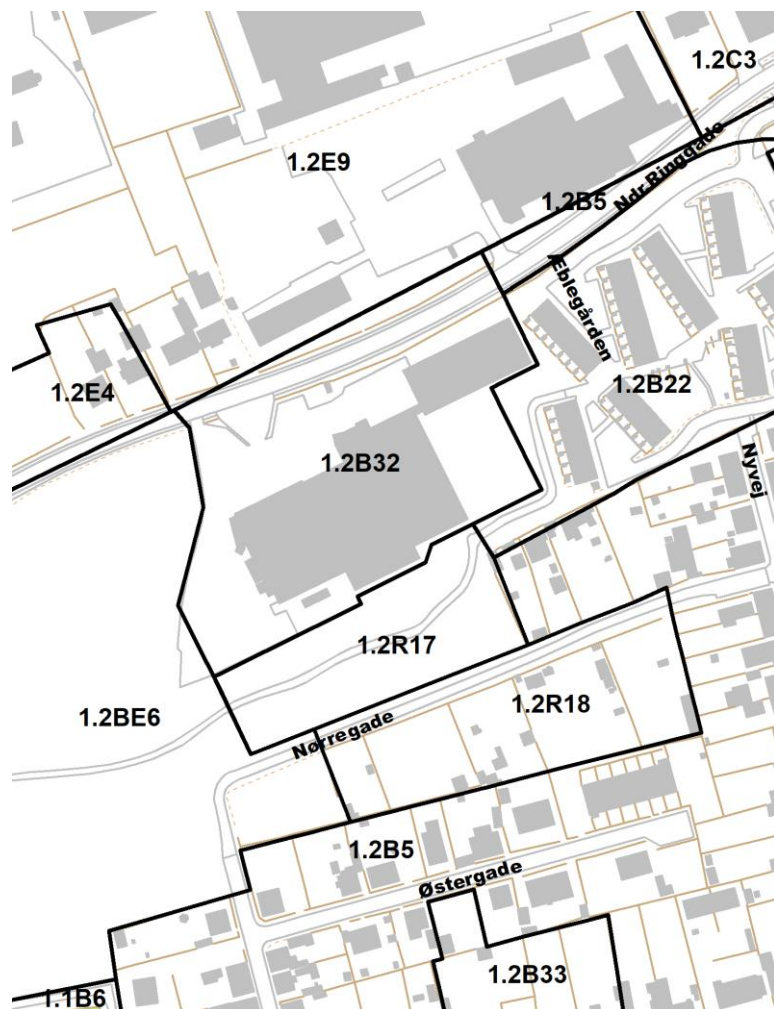 1.2C3
1.2E9
Ndr.Ringgade
1.2B5
Æblegården
1.2E4
1.2B22
1.2B32
Nyvej
1.2R17
1.2R18
1.2BE6
Nørregade
1.2B5
Østergade
1.2B33
1.1B6